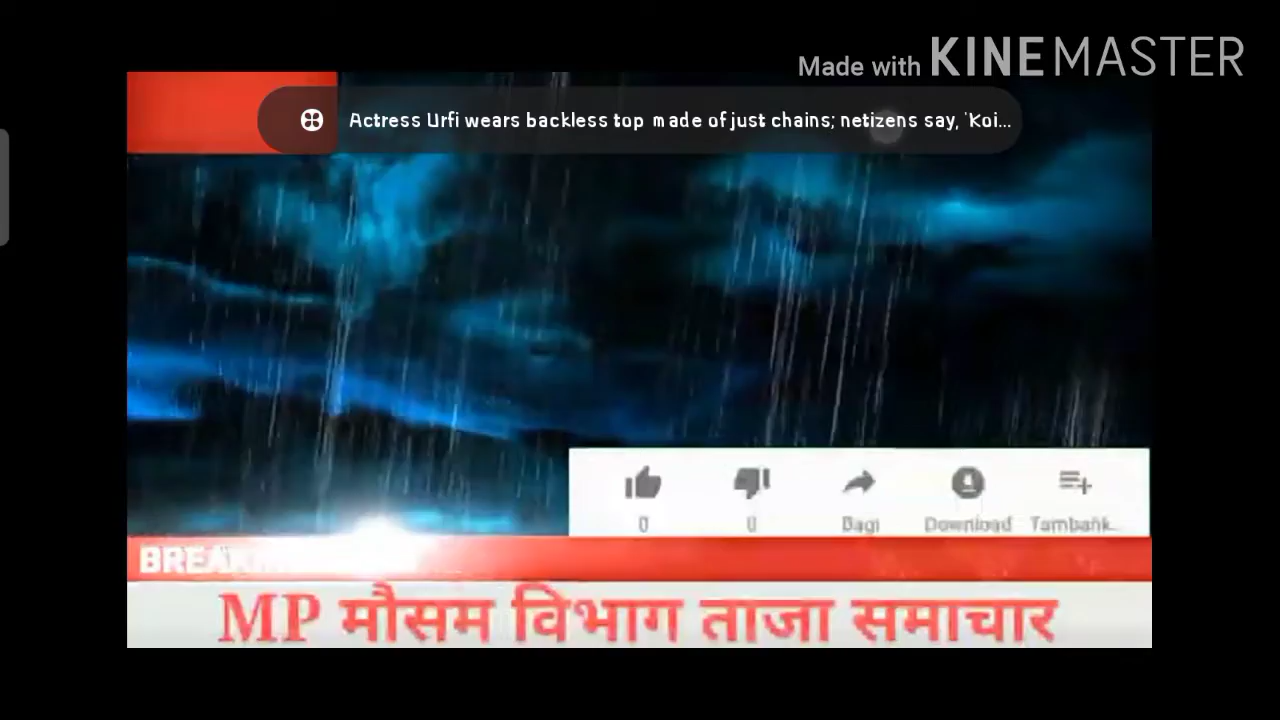 Made with KINEMASTER
Actress Urfi wears backless top made of just chains; netizens say, 'Koi...
0 0 Bagi Download Tambahk...
MP मौसम विभाग ताजा समाचार